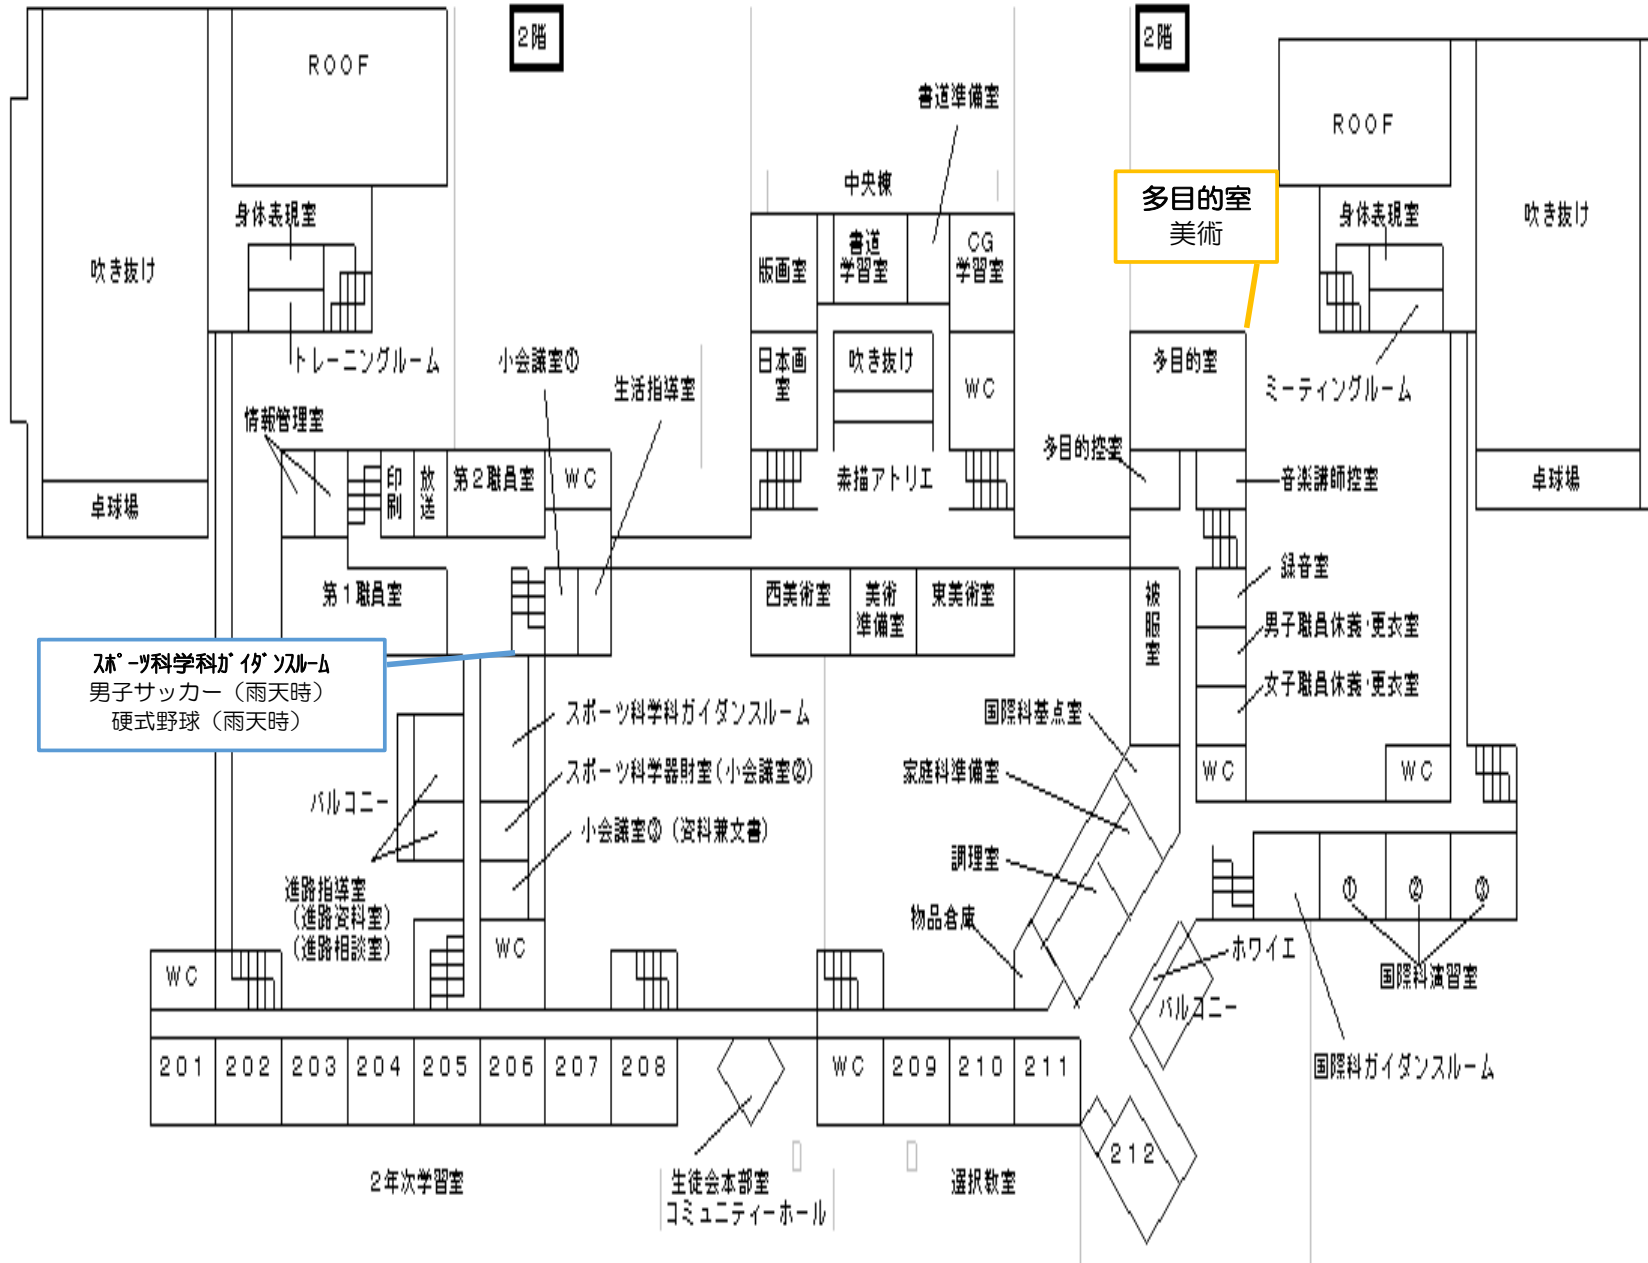 ２階
２階
ＲＯＯＦ
書道準備室
ＲＯＯＦ
中央棟
多目的室
美術
身体表現室
身体表現室
吹き抜け
版画室
書道
学習室
CG
学習室
吹き抜け
トレーニングルーム
小会議室①
生活指導室
日本画
室
吹き抜け
ＷＣ
多目的室
ミーティングルーム
情報管理室
多目的控室
印刷
放送
第２職員室
ＷＣ
素描アトリエ
音楽講師控室
卓球場
卓球場
第１職員室
西美術室
美術
準備室
東美術室
被服室
録音室
男子職員休養・更衣室
女子職員休養・更衣室
ｽﾎﾟｰﾂ科学科ｶﾞｲﾀﾞﾝｽﾙｰﾑ
男子サッカー（雨天時）
硬式野球（雨天時）
スポーツ科学科ガイダンスルーム
国際科基点室
スポーツ科学器財室(小会議室②)
家庭科準備室
ＷＣ
ＷＣ
バルコニー
小会議室③（資料兼文書）
調理室
進路指導室
（進路資料室）
（進路相談室）
物品倉庫
①
②
③
ＷＣ
ＷＣ
ホワイエ
国際科演習室
バルコニー
国際科ガイダンスルーム
２０１
２０２
２０３
２０４
２０５
２０６
２０７
２０８
ＷＣ
２０９
２１０
２１１
２１２
２年次学習室
生徒会本部室
コミュニティーホール
選択教室